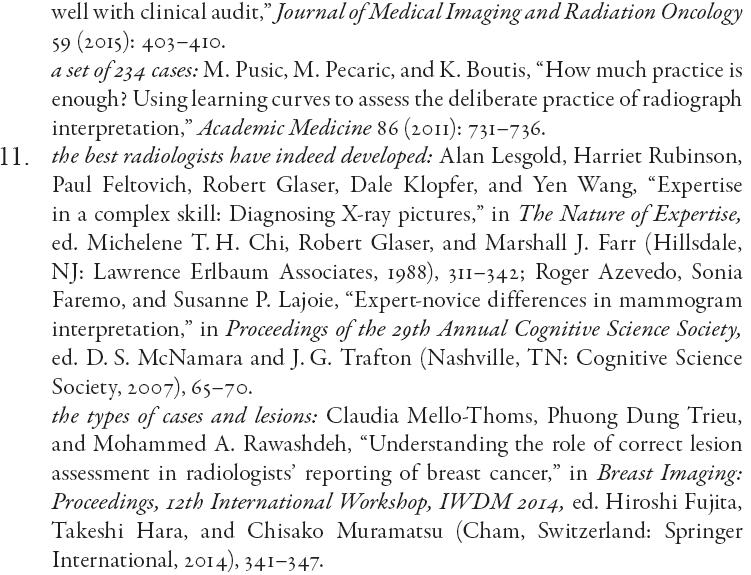 well with clinical audit,” Journal of Medical Imaging and Radiation Oncology
59 (2015): 403–410.
a set of 234 cases: M. Pusic, M. Pecaric, and K. Boutis, “How much practice is
enough? Using learning curves to assess the deliberate practice of radiograph
interpretation,” Academic Medicine 86 (2011): 731–736.
11. the best radiologists have indeed developed: Alan Lesgold, Harriet Rubinson,
Paul Feltovich, Robert Glaser, Dale Klopfer, and Yen Wang, “Expertise
in a complex skill: Diagnosing X-ray pictures,” in The Nature of Expertise,
ed. Michelene T. H. Chi, Robert Glaser, and Marshall J. Farr (Hillsdale,
NJ: Lawrence Erlbaum Associates, 1988), 311–342; Roger Azevedo, Sonia
Faremo, and Susanne P. Lajoie, “Expert-novice differences in mammogram
interpretation,” in Proceedings of the 29th Annual Cognitive Science Society,
ed. D. S. McNamara and J. G. Trafton (Nashville, TN: Cognitive Science
Society, 2007), 65–70.
the types of cases and lesions: Claudia Mello-Thoms, Phuong Dung Trieu,
and Mohammed A. Rawashdeh, “Understanding the role of correct lesion
assessment in radiologists’ reporting of breast cancer,” in Breast Imaging:
Proceedings, 12th International Workshop, IWDM 2014, ed. Hiroshi Fujita,
Takeshi Hara, and Chisako Muramatsu (Cham, Switzerland: Springer
International, 2014), 341–347.